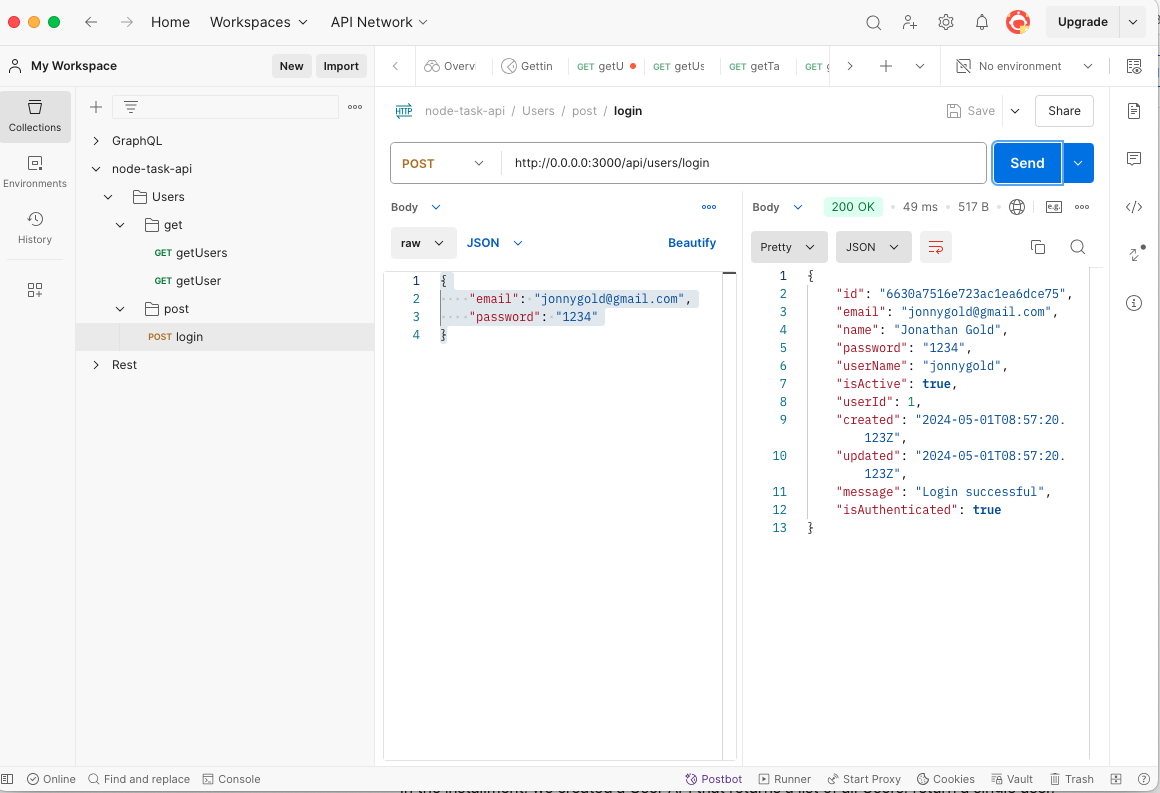 Home
Workspaces
API Network
Upgrade
My Workspace
New
Import
Overv
Gettin
GET getU
GET getUs
GET getTa
GET
No environment
Collections
Environments
History
GraphQL
node-task-api
Users
get
GET getUsers
GET getUser
post
POST login
Rest
HTTP
node-task-api / Users / post / login
Save
Share
POST
http://0.0.0.0:3000/api/users/login
Send
Body
raw
JSON
Beautify
1 {
2 "email": "jonnygold@gmail.com",
3 "password": "1234"
4 }
Body
200 OK
49 ms
517 B
e.g.
Pretty
JSON
1 {
2 "id": "6630a7516e723ac1ea6dce75",
3 "email": "jonnygold@gmail.com",
4 "name": "Jonathan Gold",
5 "password": "1234",
6 "userName": "jonnygold",
7 "isActive": true,
8 "userId": 1,
9 "created": "2024-05-01T08:57:20.
123Z",
10 "updated": "2024-05-01T08:57:20.
123Z",
11 "message": "Login successful",
12 "isAuthenticated": true
13 }
Online
Find and replace
Console
Postbot
Runner
Start Proxy
Cookies
Vault
Trash